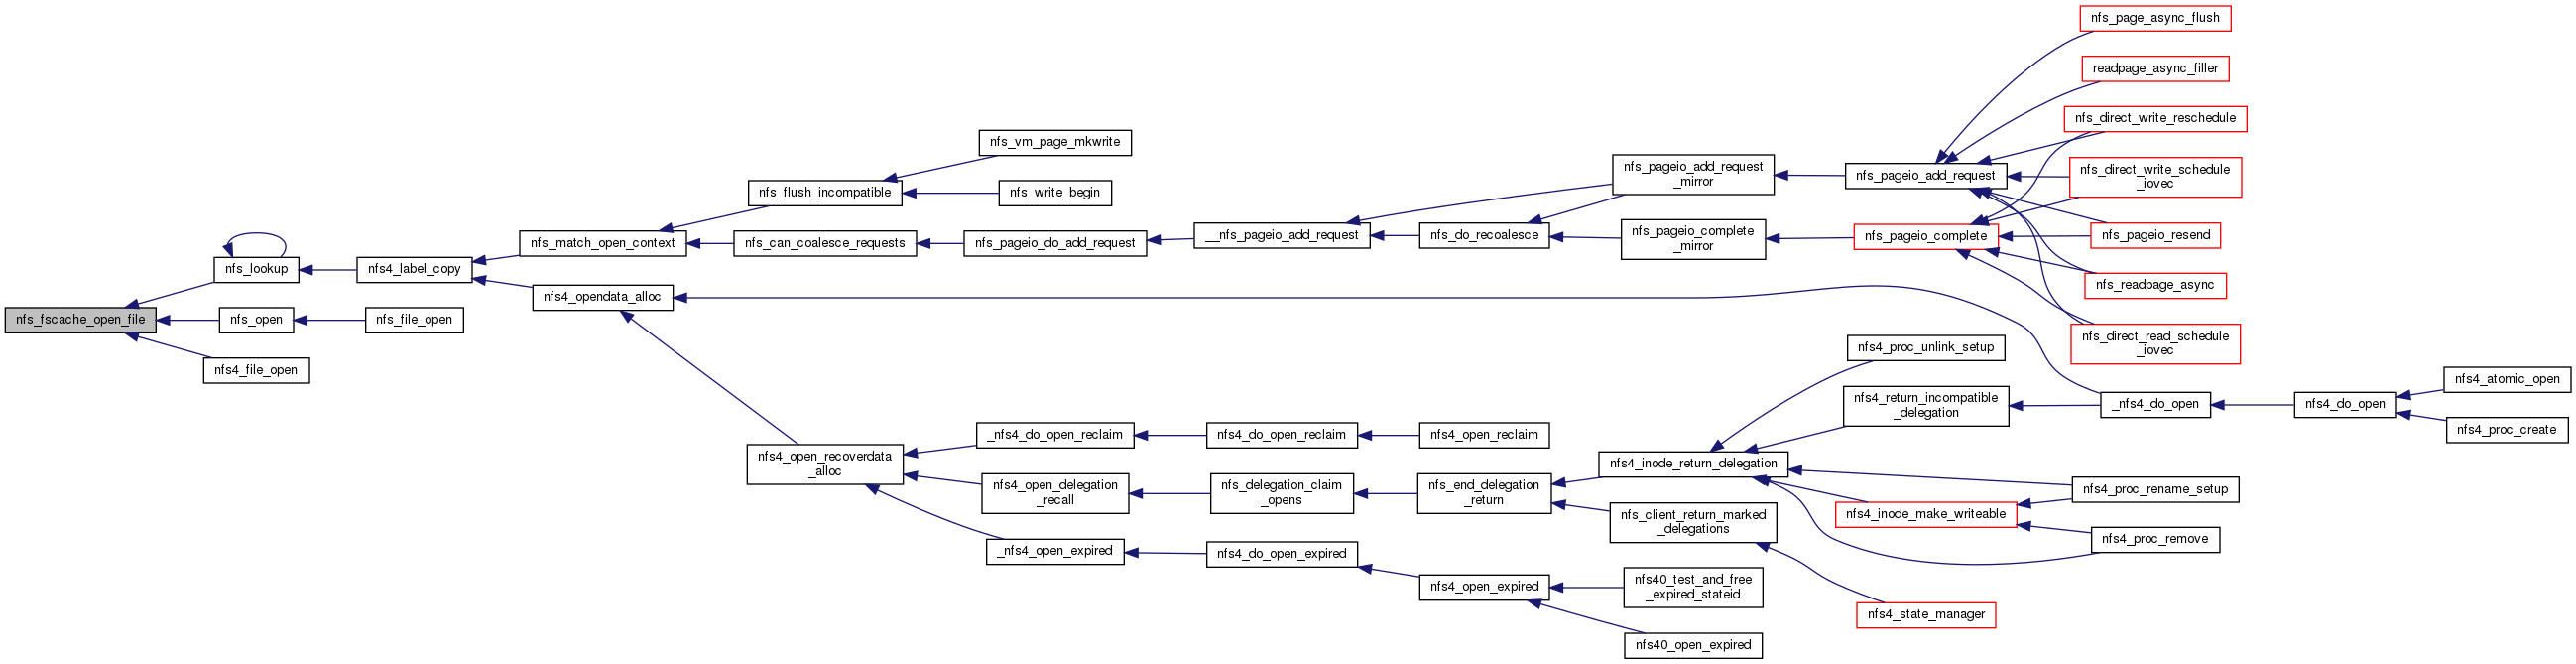 nfs_page_async_flush
readpage_async_filler
nfs_direct_write_reschedule
nfs_vm_page_mkwrite
nfs_pageio_add_request
_mirror
nfs_pageio_add_request
nfs_direct_write_schedule
_iovec
nfs_flush_incompatible
nfs_write_begin
nfs_match_open_context
nfs_can_coalesce_requests
nfs_pageio_do_add_request
__nfs_pageio_add_request
nfs_do_recoalesce
nfs_pageio_complete
_mirror
nfs_pageio_complete
nfs_pageio_resend
nfs_lookup
nfs4_label_copy
nfs_readpage_async
nfs4_opendata_alloc
nfs_fscache_open_file
nfs_open
nfs_file_open
nfs_direct_read_schedule
_iovec
nfs4_file_open
nfs4_proc_unlink_setup
nfs4_atomic_open
nfs4_return_incompatible
_delegation
_nfs4_do_open
nfs4_do_open
nfs4_proc_create
_nfs4_do_open_reclaim
nfs4_do_open_reclaim
nfs4_open_reclaim
nfs4_open_recoverdata
_alloc
nfs4_inode_return_delegation
nfs4_open_delegation
_recall
nfs_delegation_claim
_opens
nfs_end_delegation
_return
nfs4_proc_rename_setup
nfs_client_return_marked
_delegations
nfs4_inode_make_writeable
nfs4_proc_remove
_nfs4_open_expired
nfs4_do_open_expired
nfs4_open_expired
nfs40_test_and_free
_expired_stateid
nfs4_state_manager
nfs40_open_expired